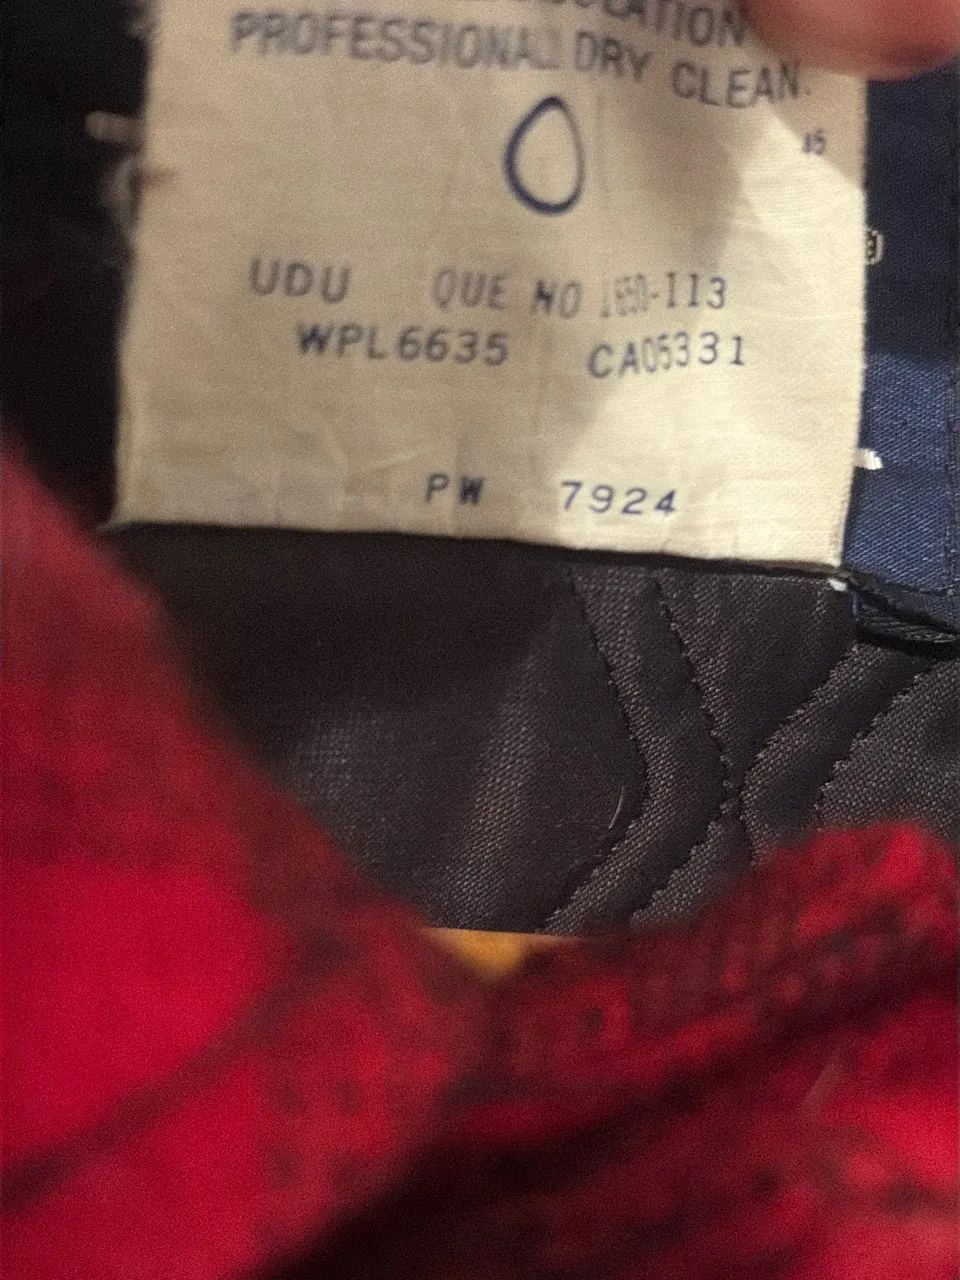 PROFESSIONAL DRY CLEAN.
UDU QUE NO 1650-113
WPL6635 CA05331
PW 7924